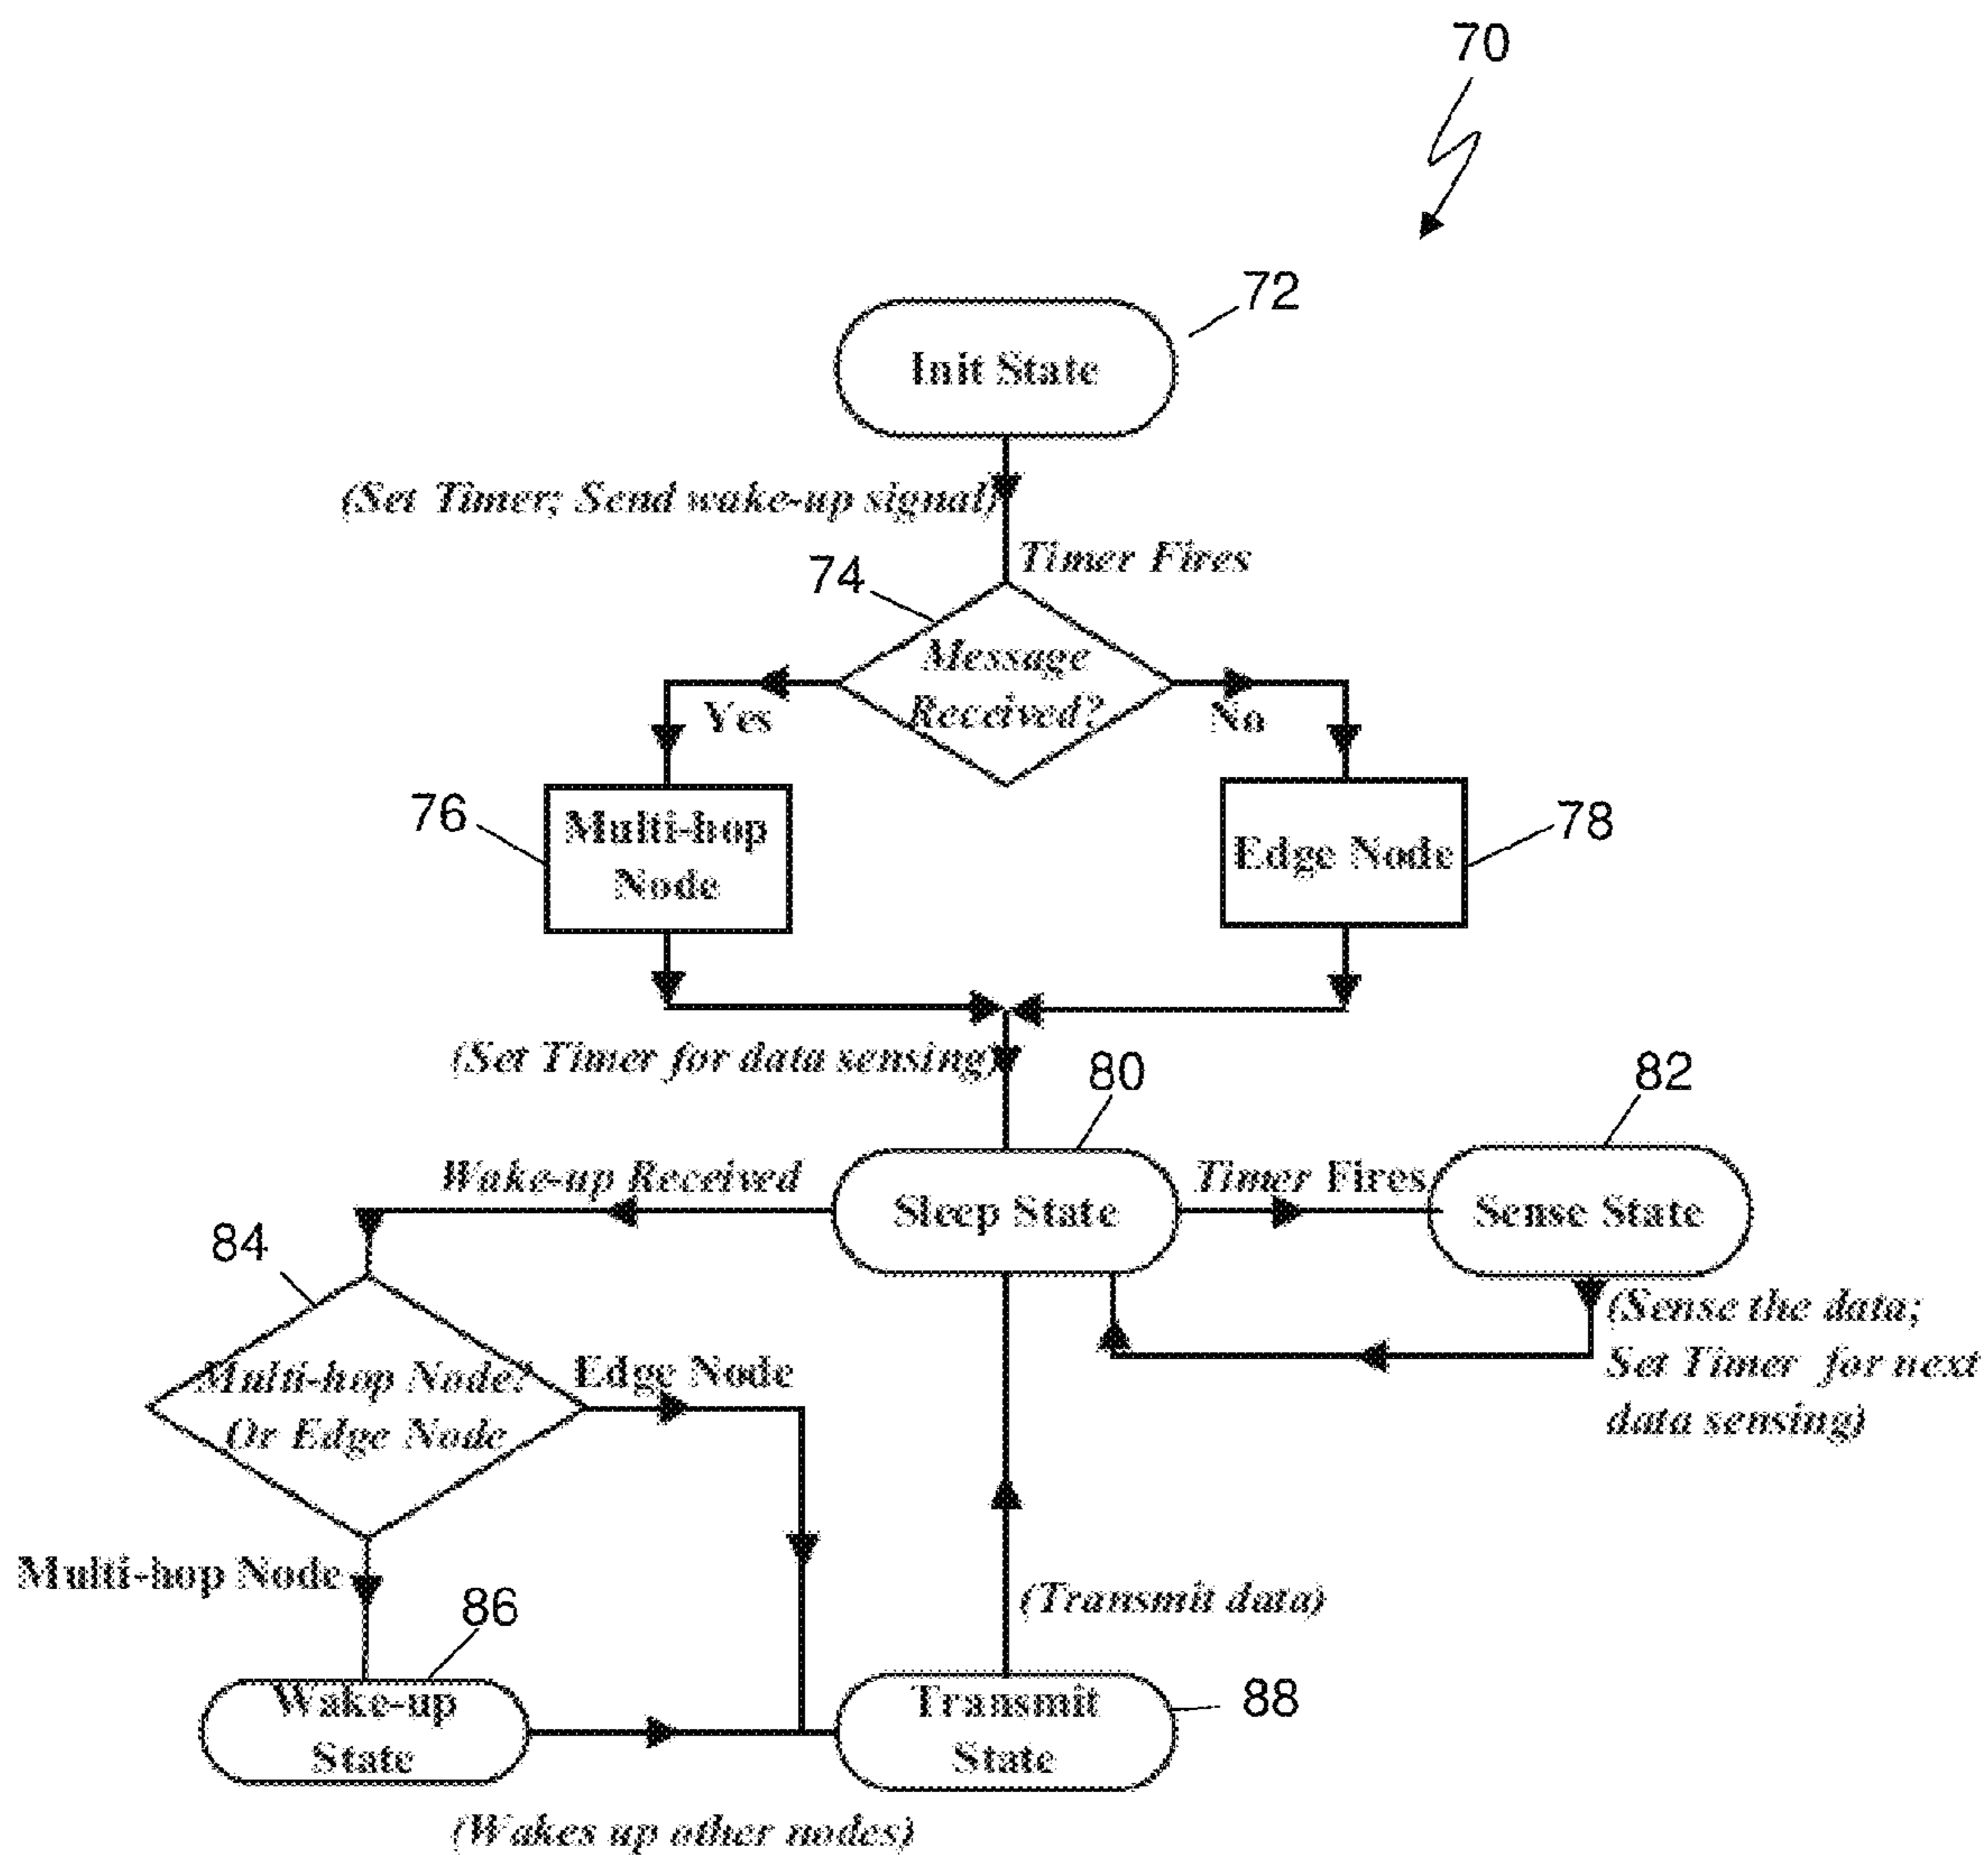 70
72
Init State
(Set Timer; Send wake-up signal)
Timer Fires
74
Message
Received?
Yes
No
76
Multi-hop
Node
78
Edge Node
(Set Timer for data sensing)
80
82
Wake-up Received
Sleep State
Timer Fires
Sense State
84
(Sense the data;
Set Timer for next
data sensing)
Multi-hop Node?
Or Edge Node
Edge Node
Multi-hop Node
86
(Transmit data)
Wake-up
State
Transmit
State
88
(Wakes up other nodes)